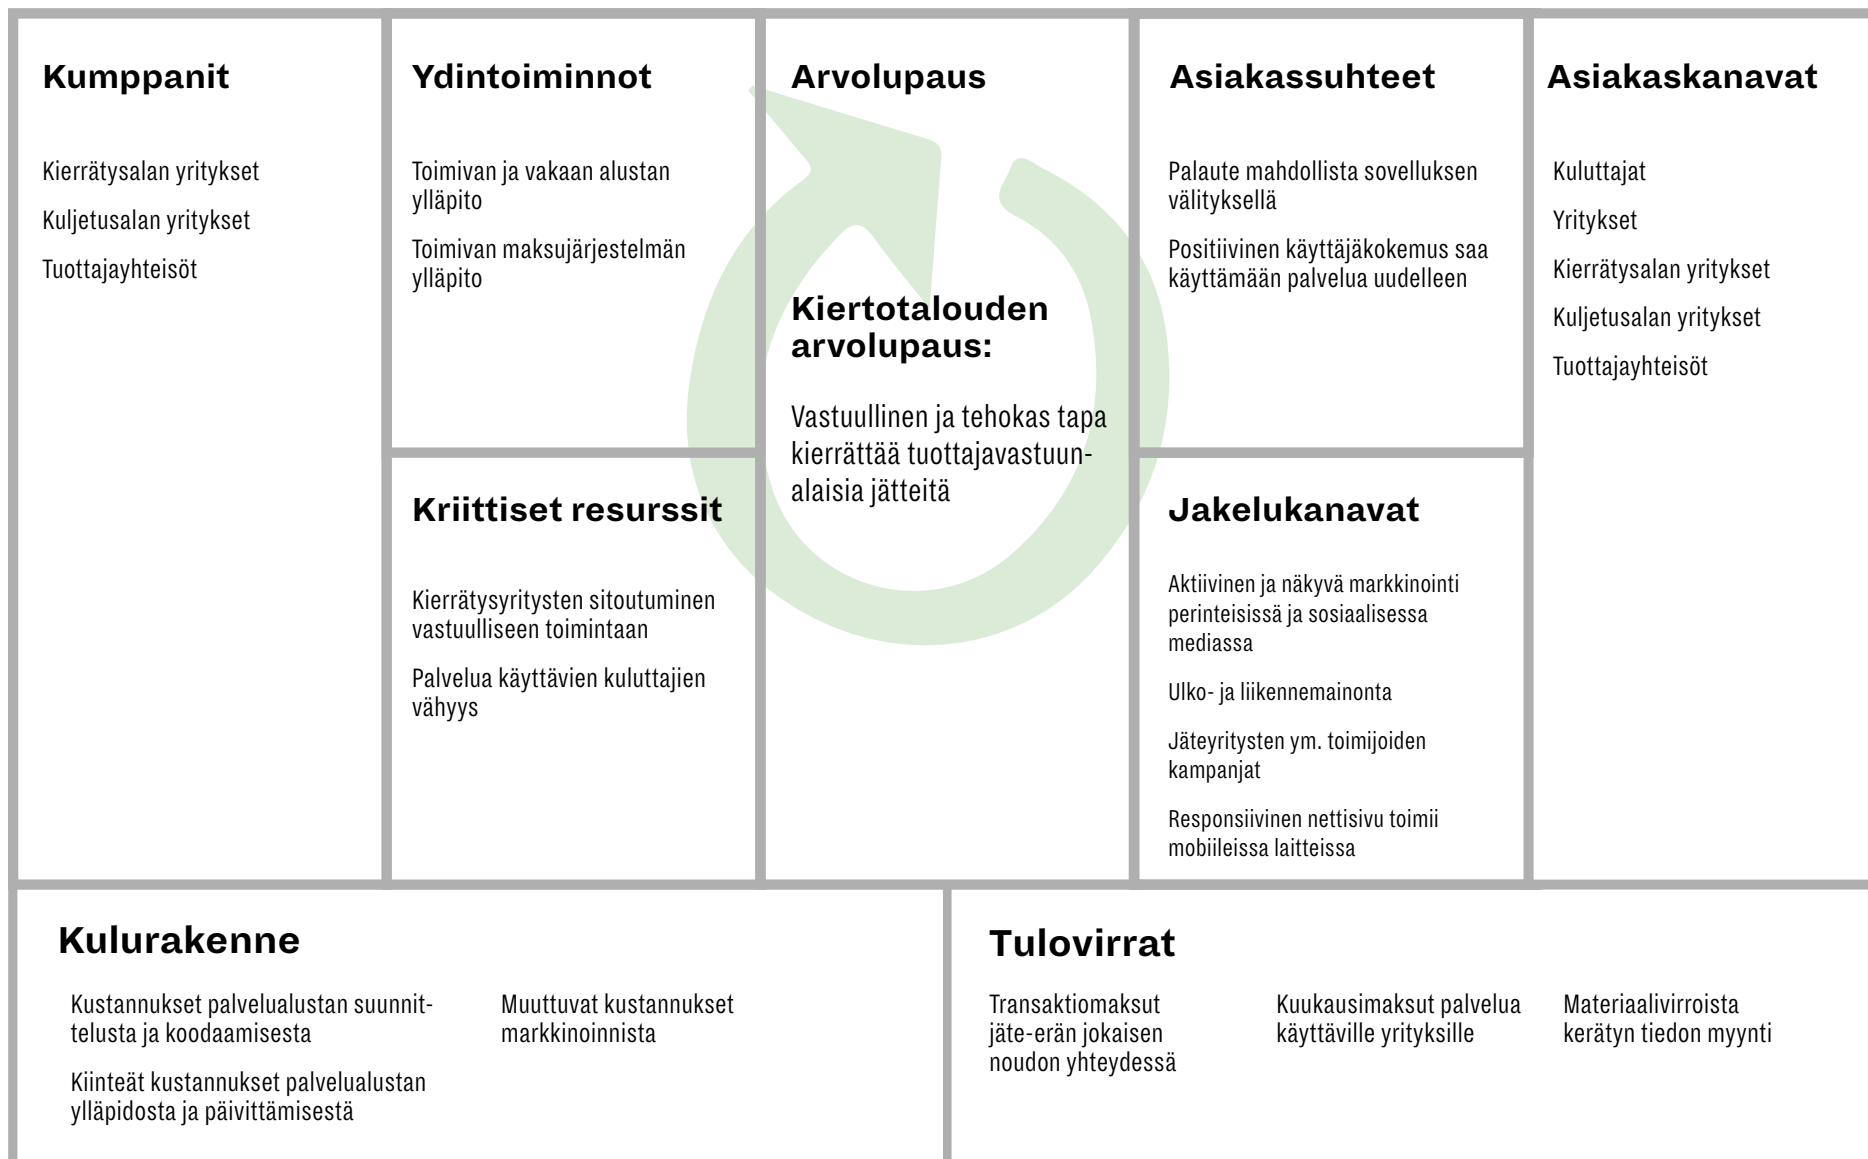 Kumppanit
Kierrätysalan yritykset
Kuljetusalan yritykset
Tuottajayhteisöt
Ydintoiminnot
Toimivan ja vakaan alustan
ylläpito
Toimivan maksujärjestelmän
ylläpito
Kriittiset resurssit
Kierrätysyritysten sitoutuminen
vastuulliseen toimintaan
Palvelua käyttävien kuluttajien
vähyys
Arvolupaus
Kiertotalouden
arvolupaus:
Vastuullinen ja tehokas tapa
kierrättää tuottajavastuun-
alaisia jätteitä
Asiakassuhteet
Palaute mahdollista sovelluksen
välityksellä
Positiivinen käyttäjäkokemus saa
käyttämään palvelua uudelleen
Jakelukanavat
Aktiivinen ja näkyvä markkinointi
perinteisissä ja sosiaalisessa
mediassa
Ulko- ja liikennemainonta
Jäteyritysten ym. toimijoiden
kampanjat
Responsiivinen nettisivu toimii
mobiileissa laitteissa
Asiakaskanavat
Kuluttajat
Yritykset
Kierrätysalan yritykset
Kuljetusalan yritykset
Tuottajayhteisöt
Kulurakenne
Kustannukset palvelualustan suunnit-
telusta ja koodaamisesta
Kiinteät kustannukset palvelualustan
ylläpidosta ja päivittämisestä
Muuttuvat kustannukset
markkinoinnista
Tulovirrat
Transaktiomaksut
jäte-erän jokaisen
noudon yhteydessä
Kuukausimaksut palvelua
käyttäville yrityksille
Materiaalivirroista
kerätyn tiedon myynti